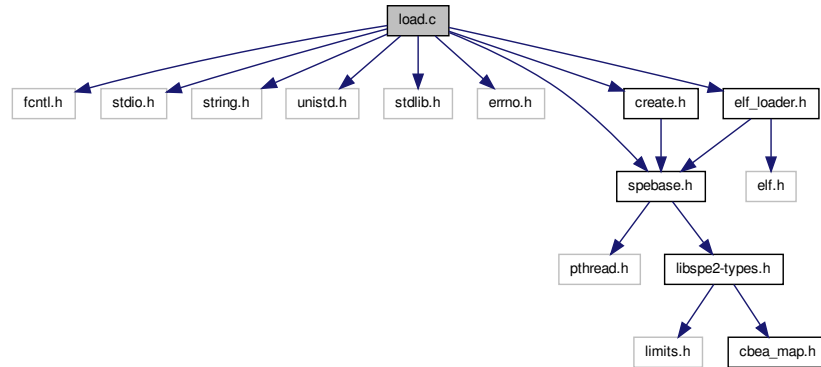 load.c
fcntl.h
stdio.h
string.h
unistd.h
stdlib.h
errno.h
create.h
elf_loader.h
spebase.h
elf.h
pthread.h
libspe2-types.h
limits.h
cbea_map.h